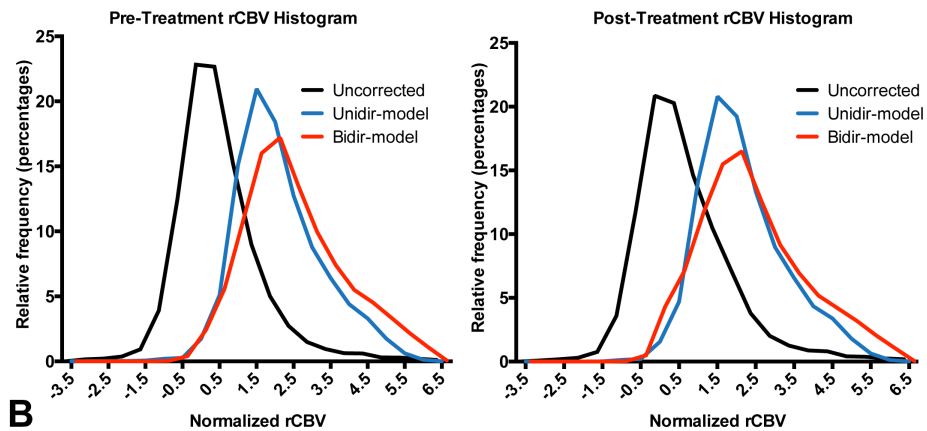 Pre-Treatment rCBV Histogram
Relative frequency (percentages)
25
20
15
10
5
0
Uncorrected
Unidir-model
Bidir-model
-3.5 -2.5 -1.5 -0.5 0.5 1.5 2.5 3.5 4.5 5.5 6.5
Normalized rCBV
Post-Treatment rCBV Histogram
Relative frequency (percentages)
25
20
15
10
5
0
Uncorrected
Unidir-model
Bidir-model
-3.5 -2.5 -1.5 -0.5 0.5 1.5 2.5 3.5 4.5 5.5 6.5
Normalized rCBV
B